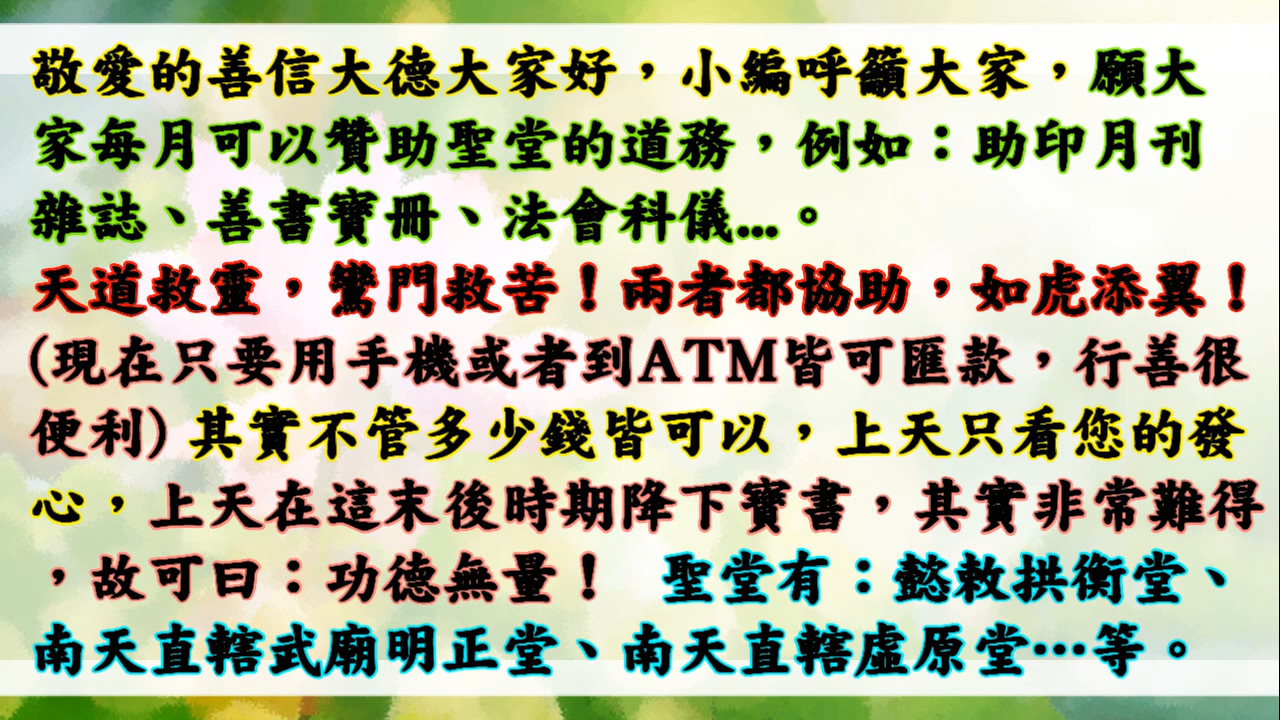 敬愛的善信大德大家好，小編呼籲大家，願大
家每月可以贊助聖堂的道務，例如：助印月刊
雜誌、善書寶冊、法會科儀...。
天道救靈，鸞門救苦！兩者都協助，如虎添翼！
(現在只要用手機或者到ATM皆可匯款，行善很
便利) 其實不管多少錢皆可以，上天只看您的發
心，上天在這末後時期降下寶書，其實非常難得
，故可曰：功德無量！ 聖堂有：懿敕拱衡堂、
南天直轄武廟明正堂、南天直轄虛原堂…等。